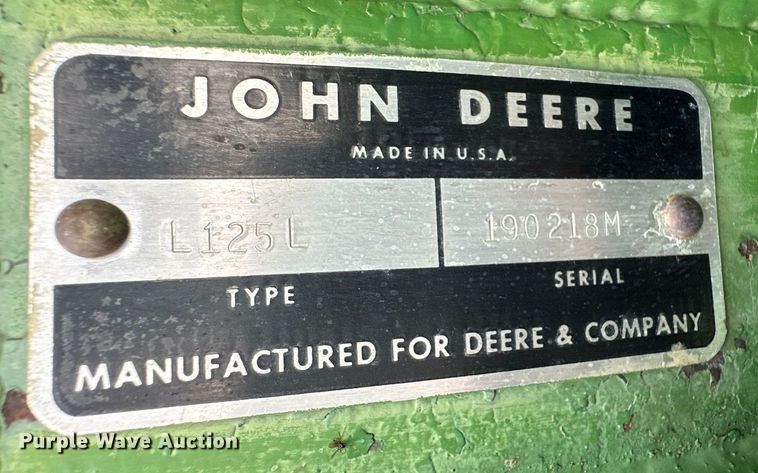 JOHN DEERE
MADE IN U.S.A.
L125L 190218M
TYPE SERIAL
MANUFACTURED FOR DEERE & COMPANY
Purple Wave Auction